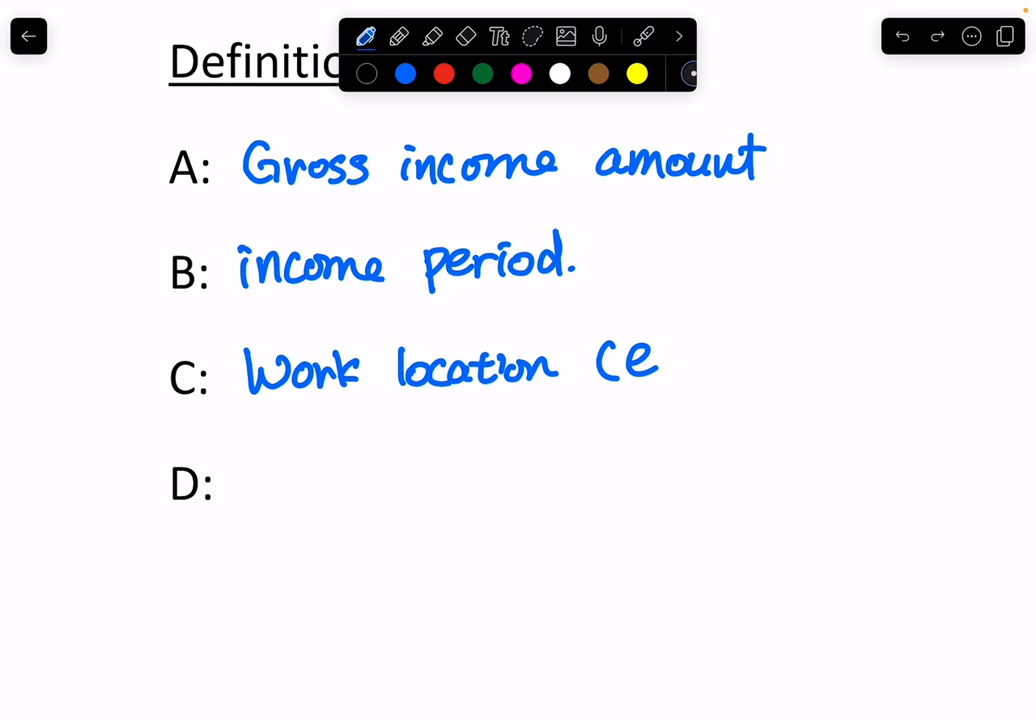 Definitio
A: Gross income amount
B: income period.
C: Work location (e
D: